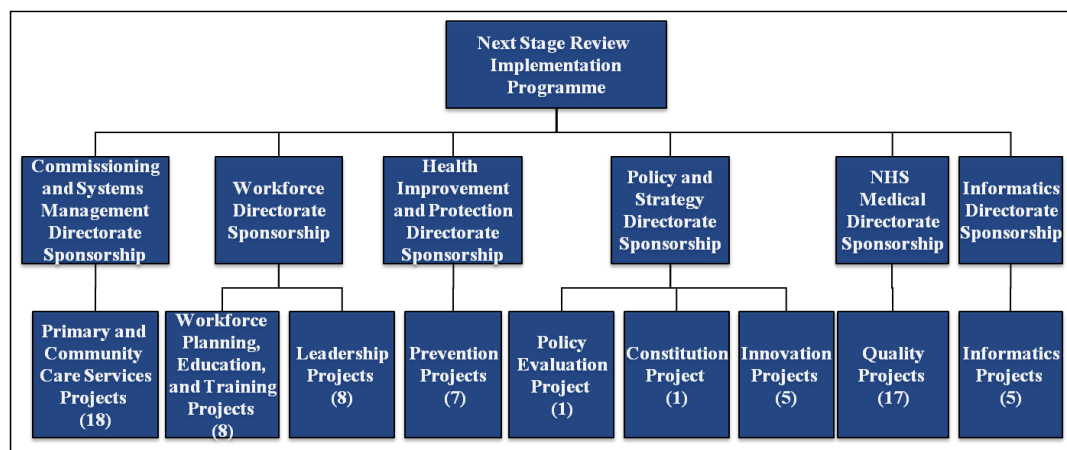 Next Stage Review
Implementation
Programme
Commissioning
and Systems
Management
Directorate
Sponsorship
Workforce
Directorate
Sponsorship
Health
Improvement
and Protection
Directorate
Sponsorship
Policy and
Strategy
Directorate
Sponsorship
NHS
Medical
Directorate
Sponsorship
Informatics
Directorate
Sponsorship
Primary and
Community
Care Services
Projects
(18)
Workforce
Planning,
Education,
and Training
Projects
(8)
Leadership
Projects
(8)
Prevention
Projects
(7)
Policy
Evaluation
Project
(1)
Constitution
Project
(1)
Innovation
Projects
(5)
Quality
Projects
(17)
Informatics
Projects
(5)